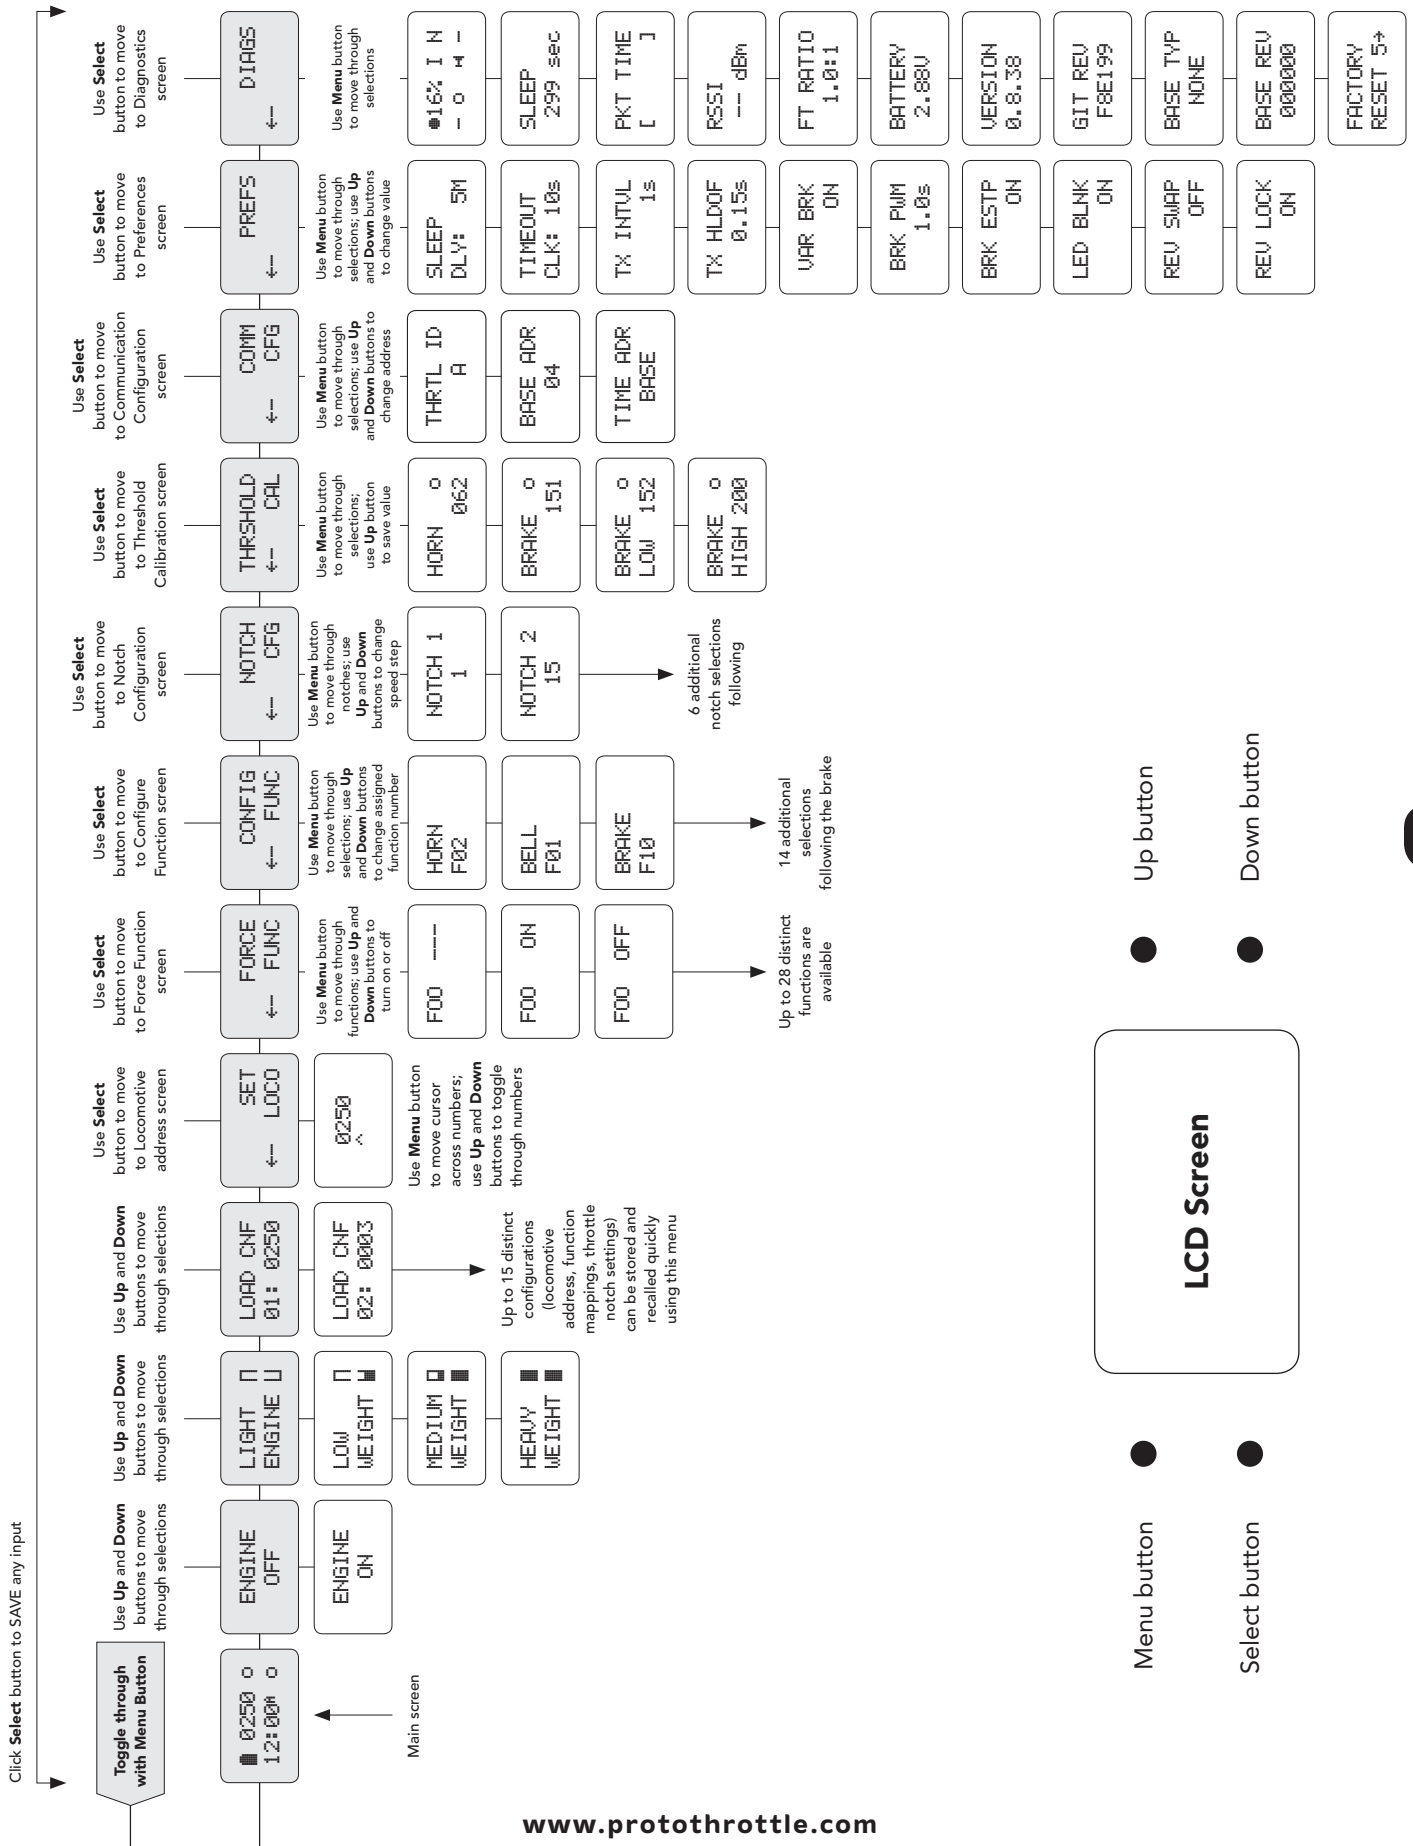 Click Select button to SAVE any input
Toggle through
with Menu Button
0250
12:00ᴬ
Main screen
Use Up and Down
buttons to move
through selections
ENGINE
OFF
ENGINE
ON
Use Up and Down
buttons to move
through selections
LIGHT
ENGINE
LOW
WEIGHT
MEDIUM
WEIGHT
HEAVY
WEIGHT
Use Up and Down
buttons to move
through selections
LOAD CNF
01: 0250
LOAD CNF
02: 0003
Up to 15 distinct
configurations
(locomotive
address, function
mappings, throttle
notch settings)
can be stored and
recalled quickly
using this menu
Use Select
button to move
to Locomotive
address screen
SET
←– LOCO
0250
^
Use Menu button
to move cursor
across numbers;
use Up and Down
buttons to toggle
through numbers
Use Select
button to move
to Force Function
screen
FORCE
←– FUNC
Use Menu button
to move through
functions; use Up and
Down buttons to
turn on or off
F00 ---
F00 ON
F00 OFF
Up to 28 distinct
functions are
available
Use Select
button to move
to Configure
Function screen
CONFIG
←– FUNC
Use Menu button
to move through
selections; use Up
and Down buttons
to change assigned
function number
HORN
F02
BELL
F01
BRAKE
F10
14 additional
selections
following the brake
Use Select
button to move
to Notch
Configuration
screen
NOTCH
←– CFG
Use Menu button
to move through
notches; use
Up and Down
buttons to change
speed step
NOTCH 1
1
NOTCH 2
15
6 additional
notch selections
following
Use Select
button to move
to Threshold
Calibration screen
THRSHOLD
←– CAL
Use Menu button
to move through
selections;
use Up button
to save value
HORN o
062
BRAKE o
151
BRAKE o
LOW 152
BRAKE o
HIGH 200
Use Select
button to move
to Communication
Configuration
screen
COMM
←– CFG
Use Menu button
to move through
selections; use Up
and Down buttons to
change address
THRTL ID
A
BASE ADR
04
TIME ADR
BASE
Use Select
button to move
to Preferences
screen
PREFS
←–
Use Menu button
to move through
selections; use Up
and Down buttons
to change value
SLEEP
DLY: 5M
TIMEOUT
CLK: 10s
TX INTVL
1s
TX HLDOF
0.15s
VAR BRK
ON
BRK PWM
1.0s
BRK ESTP
ON
LED BLNK
ON
REV SWAP
OFF
REV LOCK
ON
Use Select
button to move
to Diagnostics
screen
DIAGS
←–
Use Menu button
to move through
selections
16% I N
– o –
SLEEP
299 sec
PKT TIME
[ ]
RSSI
-- dBm
FT RATIO
1.0:1
BATTERY
2.88V
VERSION
0.8.38
GIT REV
F8E199
BASE TYP
NONE
BASE REV
000000
FACTORY
RESET 5→
Menu button
Select button
LCD Screen
Up button
Down button
www.protothrottle.com